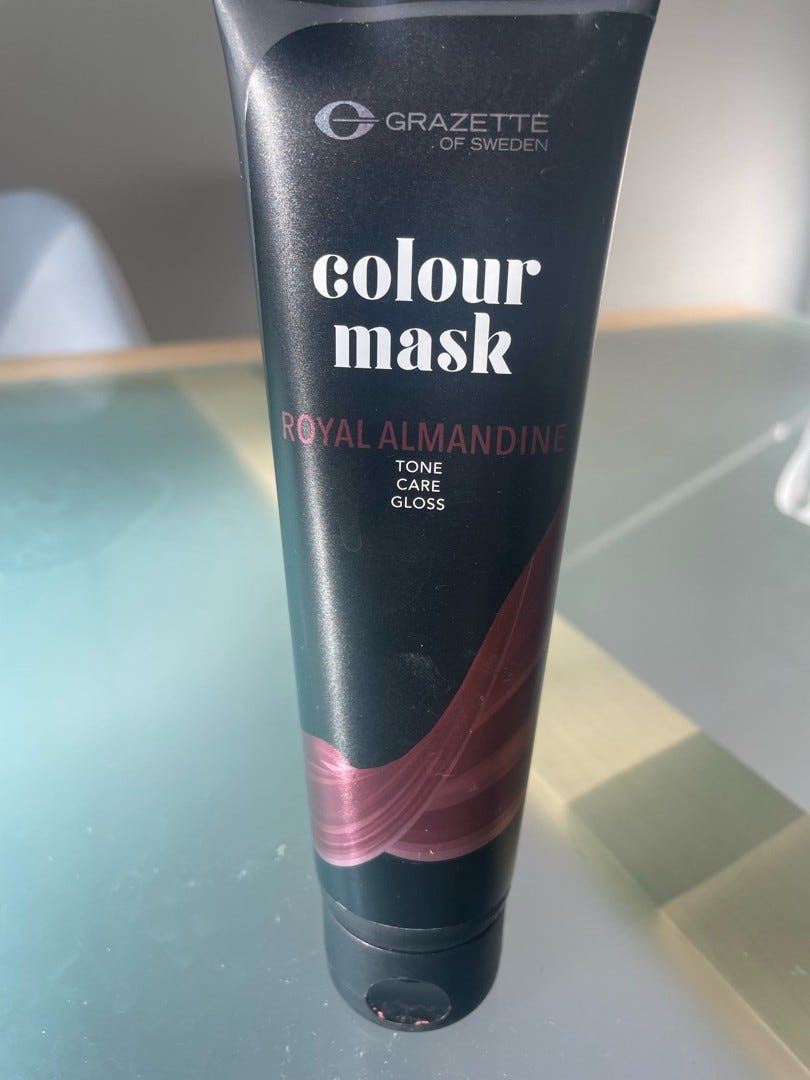 GRAZETTE
OF SWEDEN
colour
mask
ROYAL ALMANDINE
TONE
CARE
GLOSS